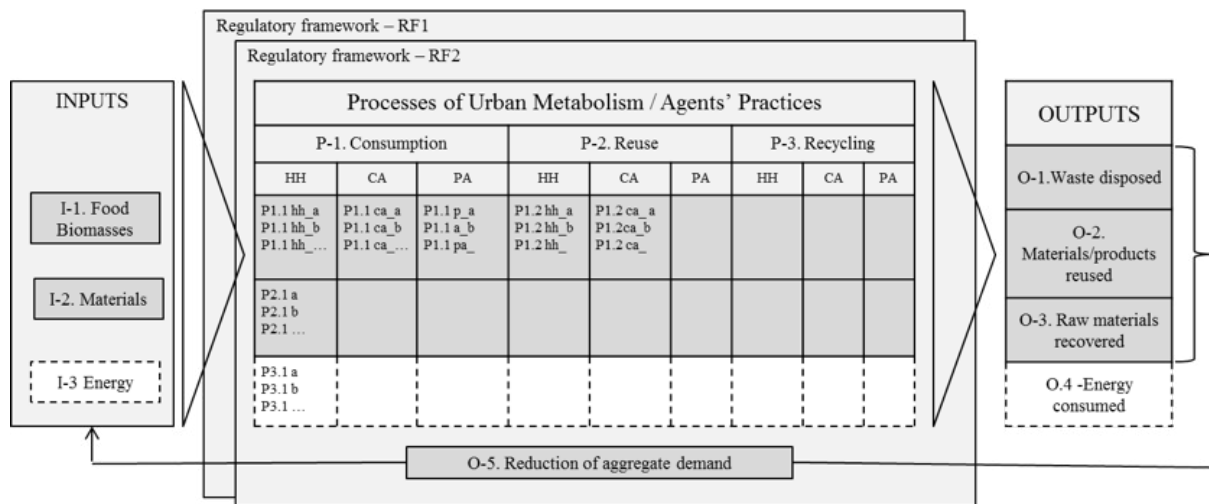 Regulatory framework – RF1
Regulatory framework – RF2
INPUTS
I-1. Food
Biomasses
I-2. Materials
I-3 Energy
Processes of Urban Metabolism / Agents’ Practices
P-1. Consumption
P-2. Reuse
P-3. Recycling
HH CA PA HH CA PA HH CA PA
P1.1 hh_a P1.1 ca_a P1.1 p_a P1.2 hh_a P1.2 ca_a
P1.1 hh_b P1.1 ca_b P1.1 a_b P1.2 hh_b P1.2ca_b
P1.1 hh_... P1.1 ca_... P1.1 pa_ P1.2 hh_ P1.2 ca_
P2.1 a
P2.1 b
P2.1 ...
P3.1 a
P3.1 b
P3.1 ...
OUTPUTS
O-1.Waste disposed
O-2.
Materials/products
reused
O-3. Raw materials
recovered
O.4 -Energy
consumed
O-5. Reduction of aggregate demand